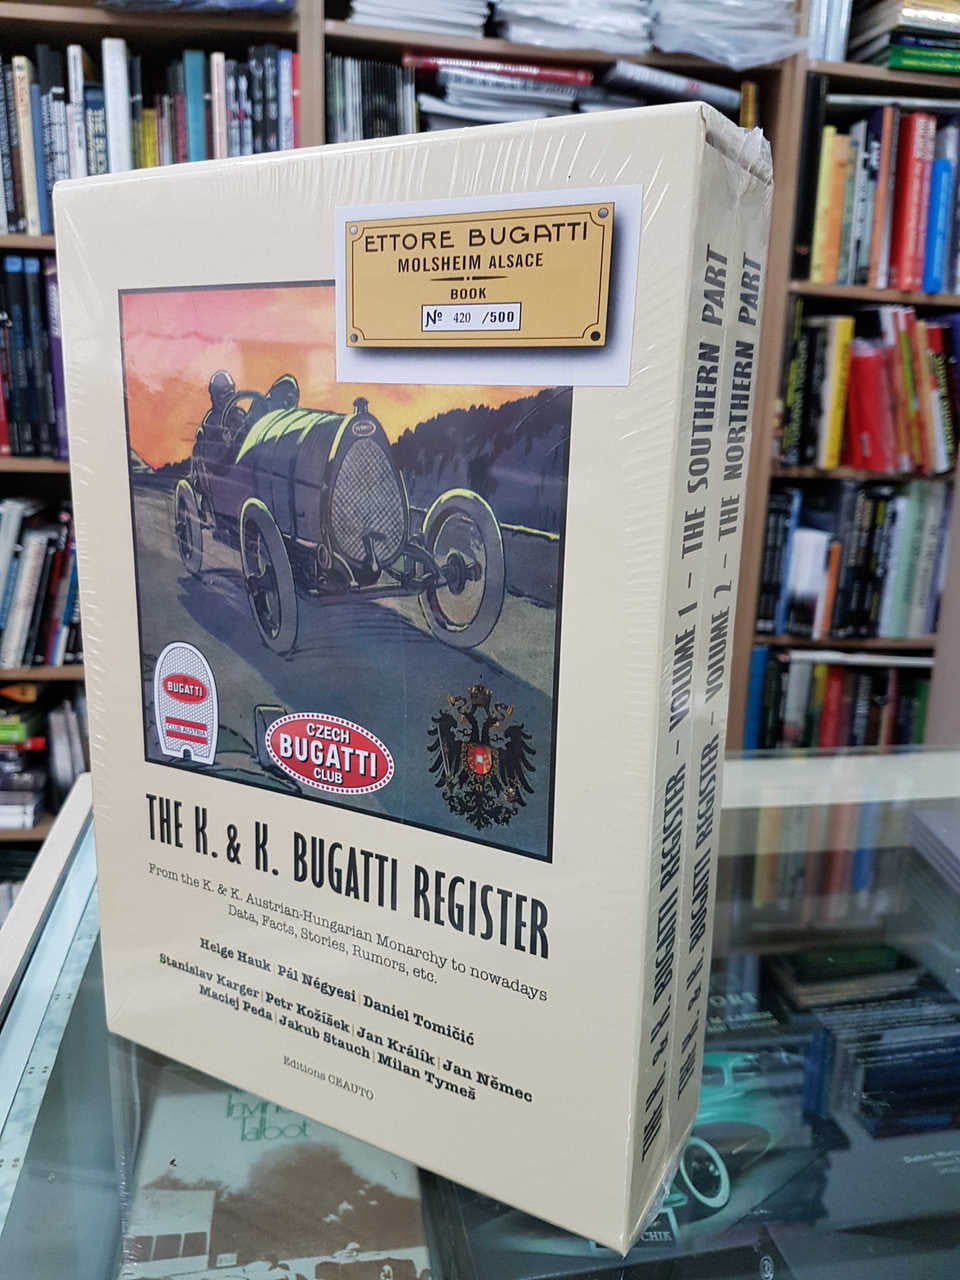 ETTORE BUGATTI
MOLSHEIM ALSACE
BOOK
Nº 420 /500
BUGATTI
CLUB AUSTRIA
CZECH
BUGATTI
CLUB
THE K. & K. BUGATTI REGISTER
From the K. & K. Austrian-Hungarian Monarchy to nowadays
Data, Facts, Stories, Rumors, etc.
Helge Hauk | Pál Négyesi | Daniel Tomičić
Stanislav Karger | Petr Kožíšek | Jan Králík | Jan Němec
Maciej Peda | Jakub Stauch | Milan Tymeš
Editions CEAUTO
THE K. & K. BUGATTI REGISTER – VOLUME 1 – THE SOUTHERN PART
THE K. & K. BUGATTI REGISTER – VOLUME 2 – THE NORTHERN PART
Talbot